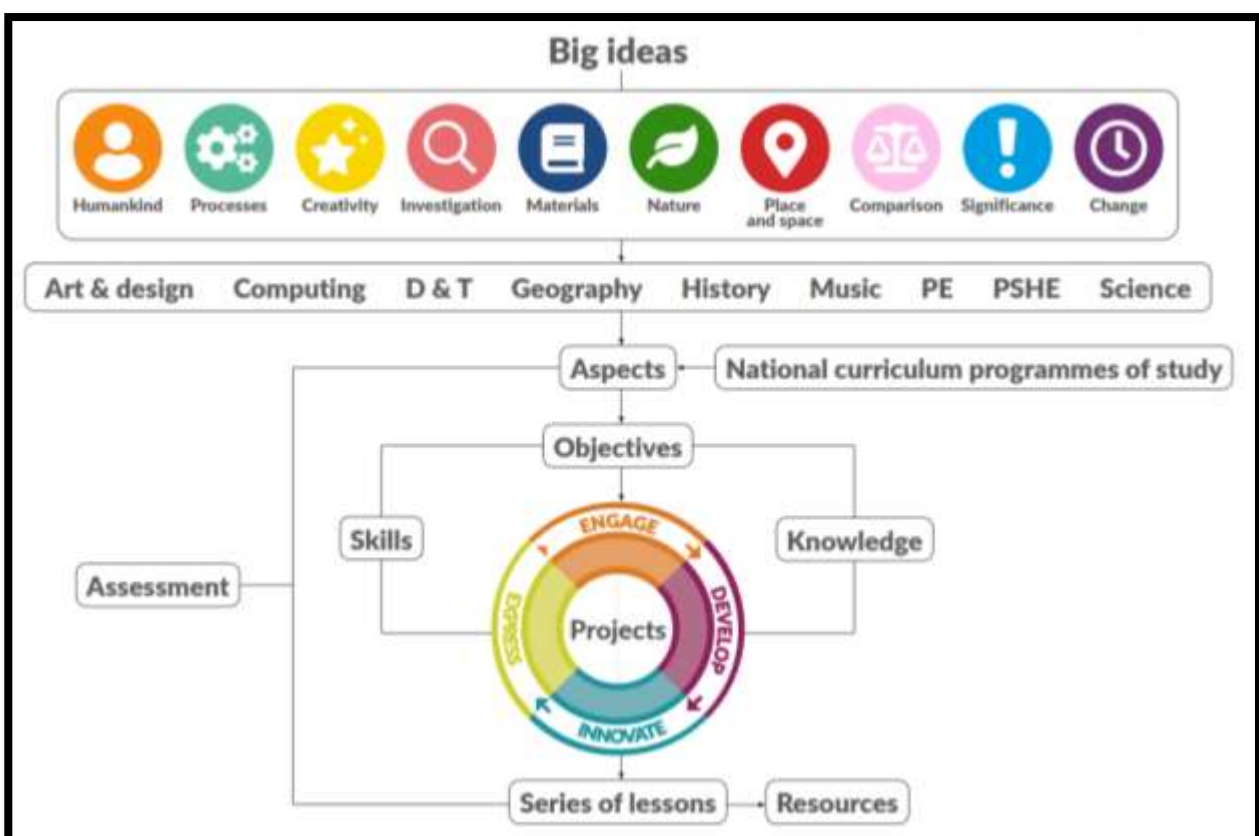 Big ideas
Humankind Processes Creativity Investigation Materials Nature Place and space Comparison Significance Change
Art & design Computing D & T Geography History Music PE PSHE Science
Aspects National curriculum programmes of study
Objectives
ENGAGE
Skills Knowledge
Assessment
DEVELOP
Projects
EXPRESS
INNOVATE
Series of lessons Resources